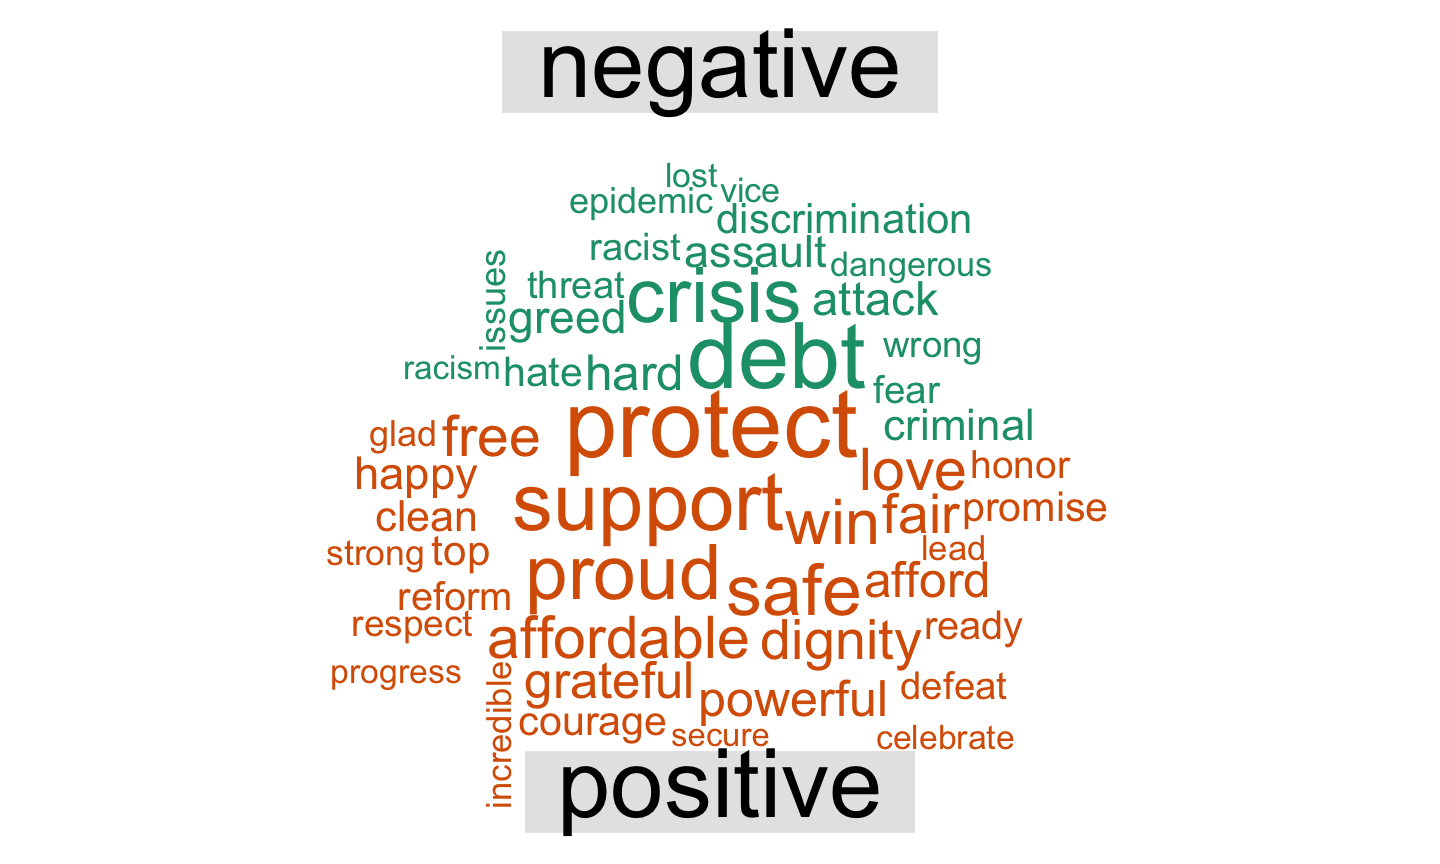 negative
lost
vice
epidemic
discrimination
racist
assault
dangerous
issues
threat
crisis
attack
greed
debt
wrong
racism
hate
hard
fear
protect
criminal
glad
free
love
honor
happy
support
win
fair
promise
clean
strong
top
lead
proud
safe
afford
reform
respect
affordable
dignity
ready
progress
incredible
grateful
powerful
defeat
courage
secure
celebrate
positive